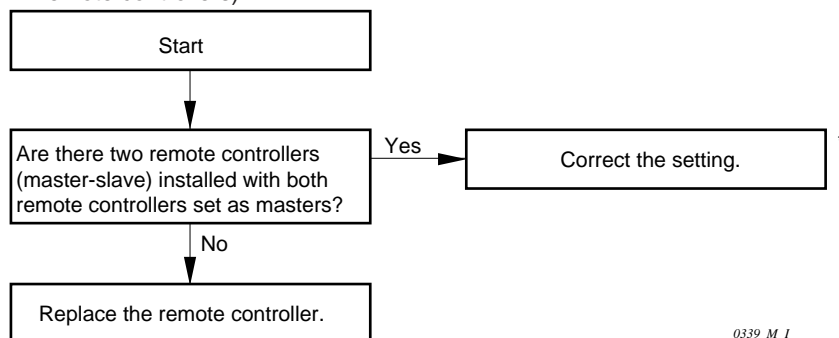 Start
Are there two remote controllers
(master-slave) installed with both
remote controllers set as masters?
Yes
Correct the setting.
No
Replace the remote controller.
0339_M_I